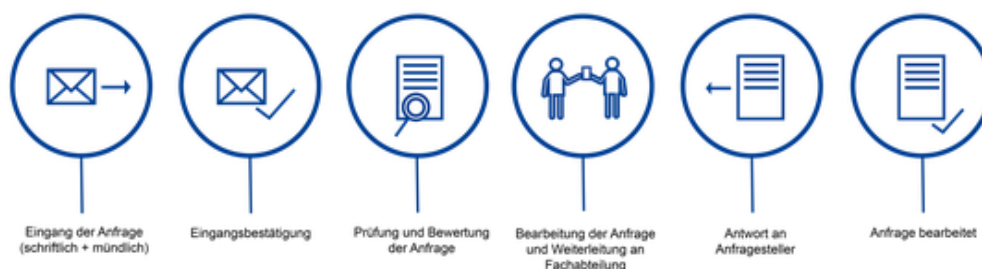 Eingang der Anfrage
(schriftlich + mündlich)
Eingangsbestätigung
Prüfung und Bewertung
der Anfrage
Bearbeitung der Anfrage
und Weiterleitung an
Fachabteilung
Antwort an
Anfragesteller
Anfrage bearbeitet